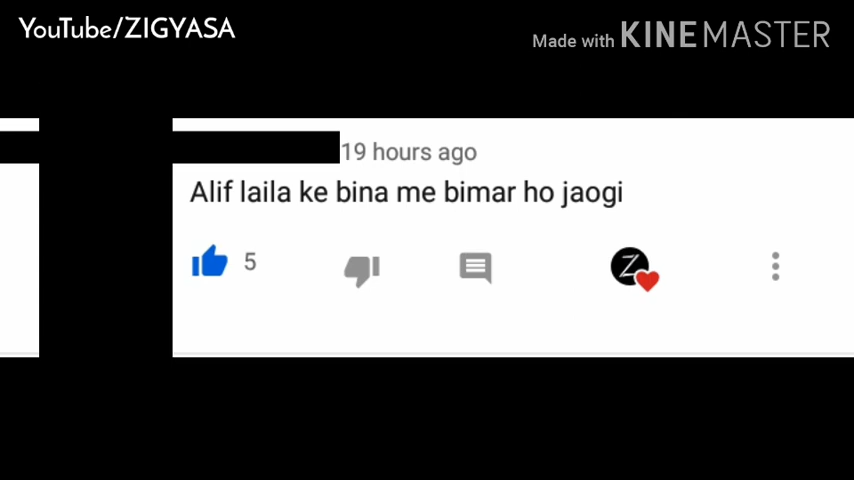 YouTube/ZIGYASA
Made with KINEMASTER
19 hours ago
Alif laila ke bina me bimar ho jaogi
5
Z